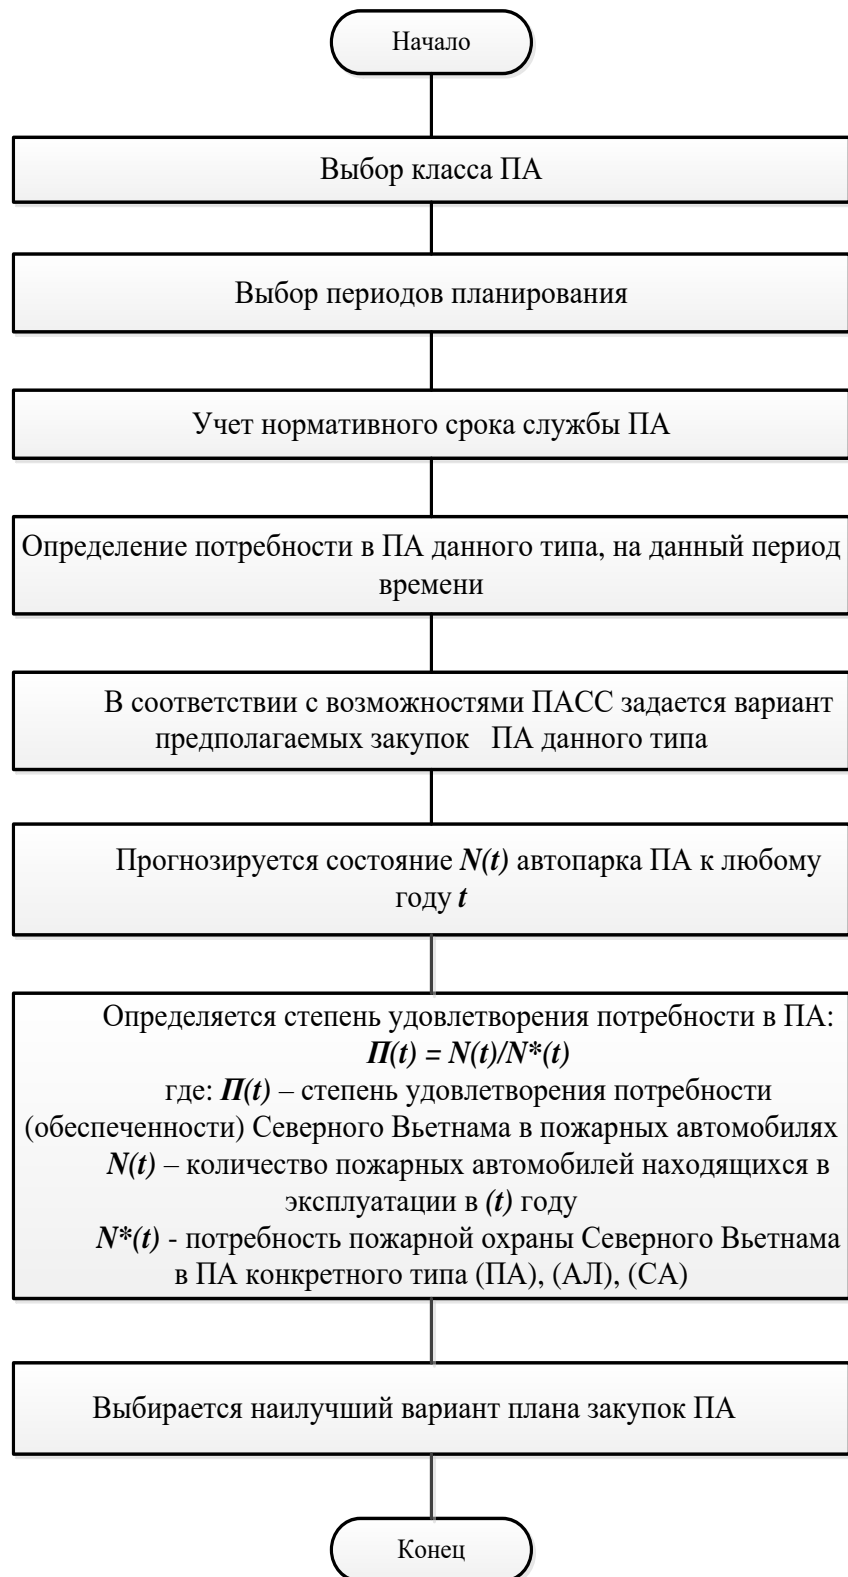 Начало
Выбор класса ПА
Выбор периодов планирования
Учет нормативного срока службы ПА
Определение потребности в ПА данного типа, на данный период
времени
В соответствии с возможностями ПАСС задается вариант
предполагаемых закупок ПА данного типа
Прогнозируется состояние N(t) автопарка ПА к любому
году t
Определяется степень удовлетворения потребности в ПА:
П(t) = N(t)/N*(t)
где: П(t) – степень удовлетворения потребности
(обеспеченности) Северного Вьетнама в пожарных автомобилях
N(t) – количество пожарных автомобилей находящихся в
эксплуатации в (t) году
N*(t) - потребность пожарной охраны Северного Вьетнама
в ПА конкретного типа (ПА), (АЛ), (СА)
Выбирается наилучший вариант плана закупок ПА
Конец